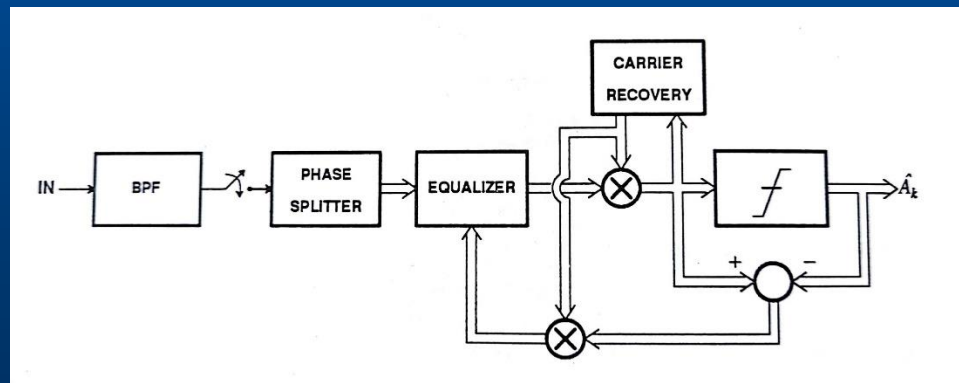 CARRIER
RECOVERY
IN
BPF
PHASE
SPLITTER
EQUALIZER
Â_k
+
−